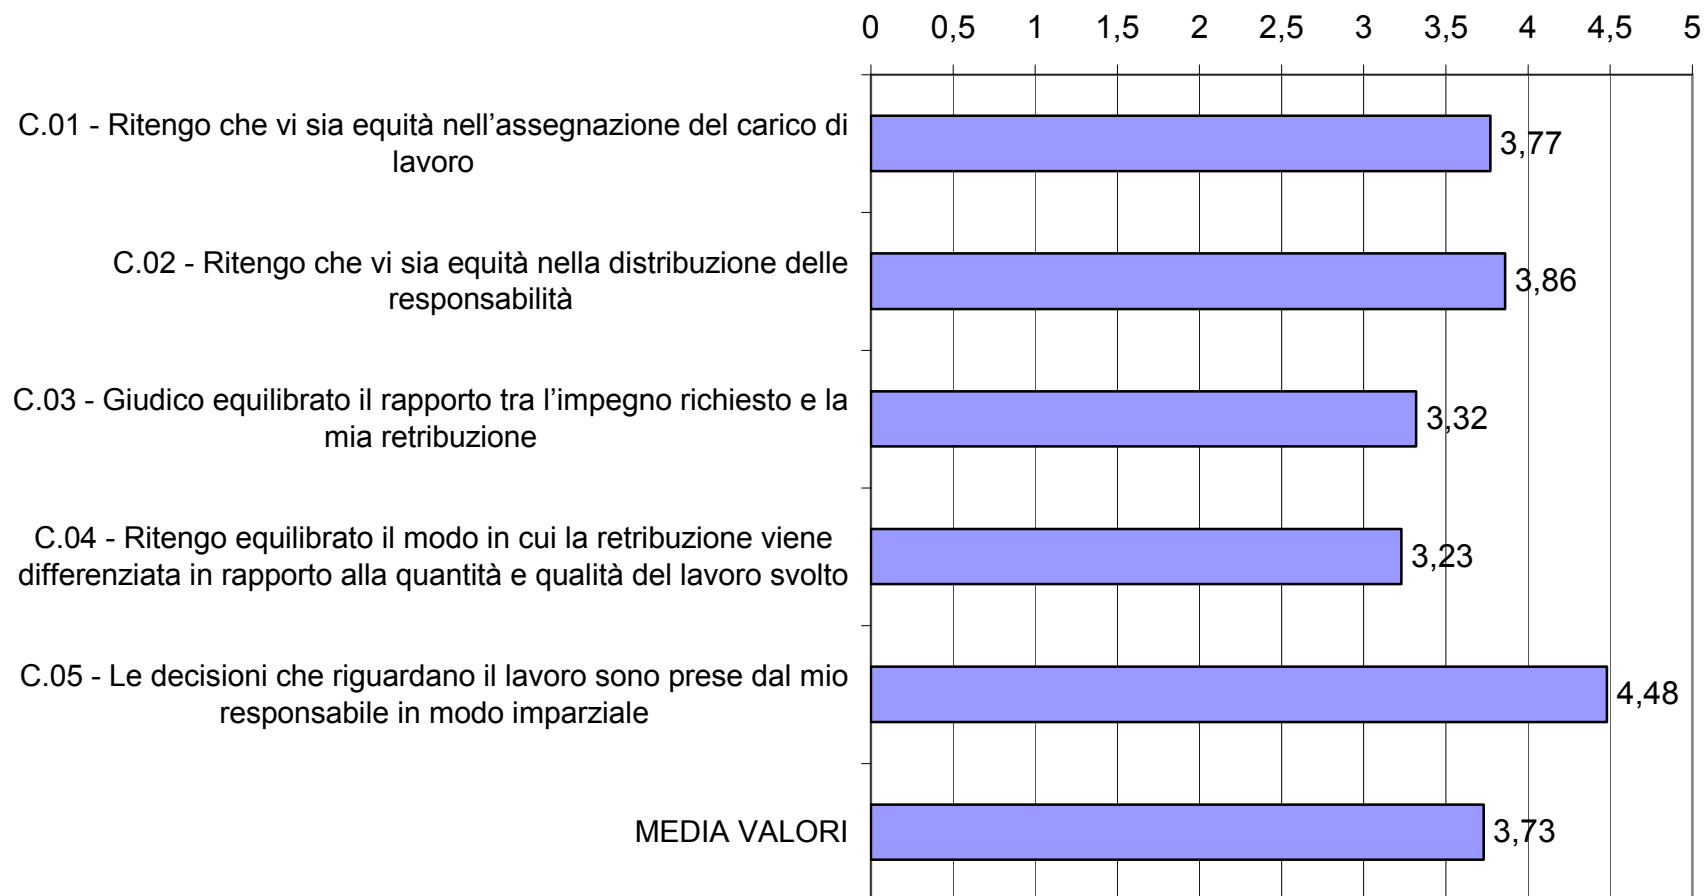 0 0,5 1 1,5 2 2,5 3 3,5 4 4,5 5
C.01 - Ritengo che vi sia equità nell’assegnazione del carico di
lavoro
3,77
C.02 - Ritengo che vi sia equità nella distribuzione delle
responsabilità
3,86
C.03 - Giudico equilibrato il rapporto tra l’impegno richiesto e la
mia retribuzione
3,32
C.04 - Ritengo equilibrato il modo in cui la retribuzione viene
differenziata in rapporto alla quantità e qualità del lavoro svolto
3,23
C.05 - Le decisioni che riguardano il lavoro sono prese dal mio
responsabile in modo imparziale
4,48
MEDIA VALORI
3,73